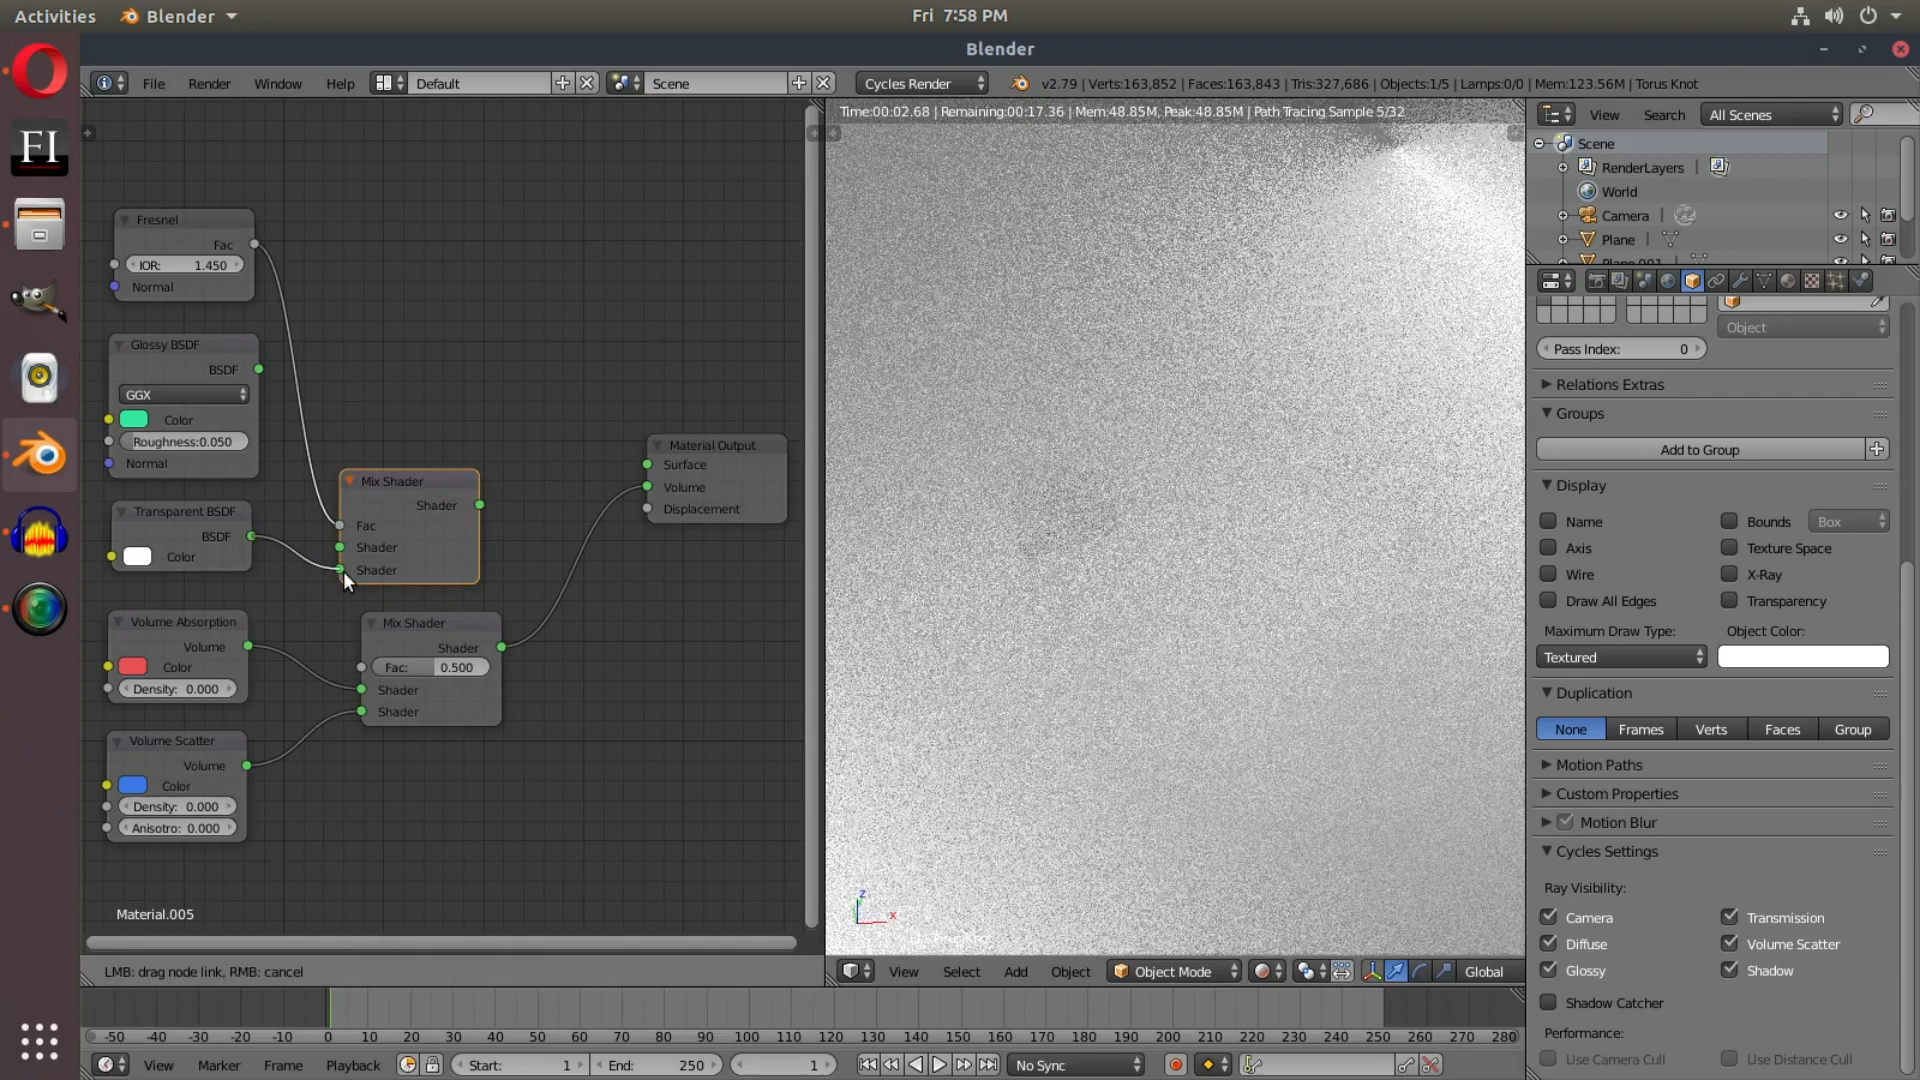 Activities
Blender
Fri 7:58 PM
Blender
File
Render
Window
Help
Default
Scene
Cycles Render
v2.79 | Verts:163,852 | Faces:163,843 | Tris:327,686 | Objects:1/5 | Lamps:0/0 | Mem:123.56M | Torus Knot
Time:00:02.68 | Remaining:00:17.36 | Mem:48.85M, Peak:48.85M | Path Tracing Sample 5/32
View
Search
All Scenes
Scene
RenderLayers
World
Camera
Plane
Plane.001
FI
Fresnel
Fac
IOR: 1.450
Normal
Glossy BSDF
BSDF
GGX
Color
Roughness:0.050
Normal
Transparent BSDF
BSDF
Color
Volume Absorption
Volume
Color
Density: 0.000
Volume Scatter
Volume
Color
Density: 0.000
Anisotro: 0.000
Mix Shader
Shader
Fac
Shader
Shader
Mix Shader
Shader
Fac: 0.500
Shader
Shader
Material Output
Surface
Volume
Displacement
Material.005
LMB: drag node link, RMB: cancel
z
x
View
Select
Add
Object
Object Mode
Global
Object
Pass Index: 0
Relations Extras
Groups
Add to Group
Display
Name
Bounds
Box
Axis
Texture Space
Wire
X-Ray
Draw All Edges
Transparency
Maximum Draw Type:
Object Color:
Textured
Duplication
None
Frames
Verts
Faces
Group
Motion Paths
Custom Properties
Motion Blur
Cycles Settings
Ray Visibility:
Camera
Transmission
Diffuse
Volume Scatter
Glossy
Shadow
Shadow Catcher
Performance:
Use Camera Cull
Use Distance Cull
-50 -40 -30 -20 -10 0 10 20 30 40 50 60 70 80 90 100 110 120 130 140 150 160 170 180 190 200 210 220 230 240 250 260 270 280
View
Marker
Frame
Playback
Start: 1
End: 250
1
No Sync